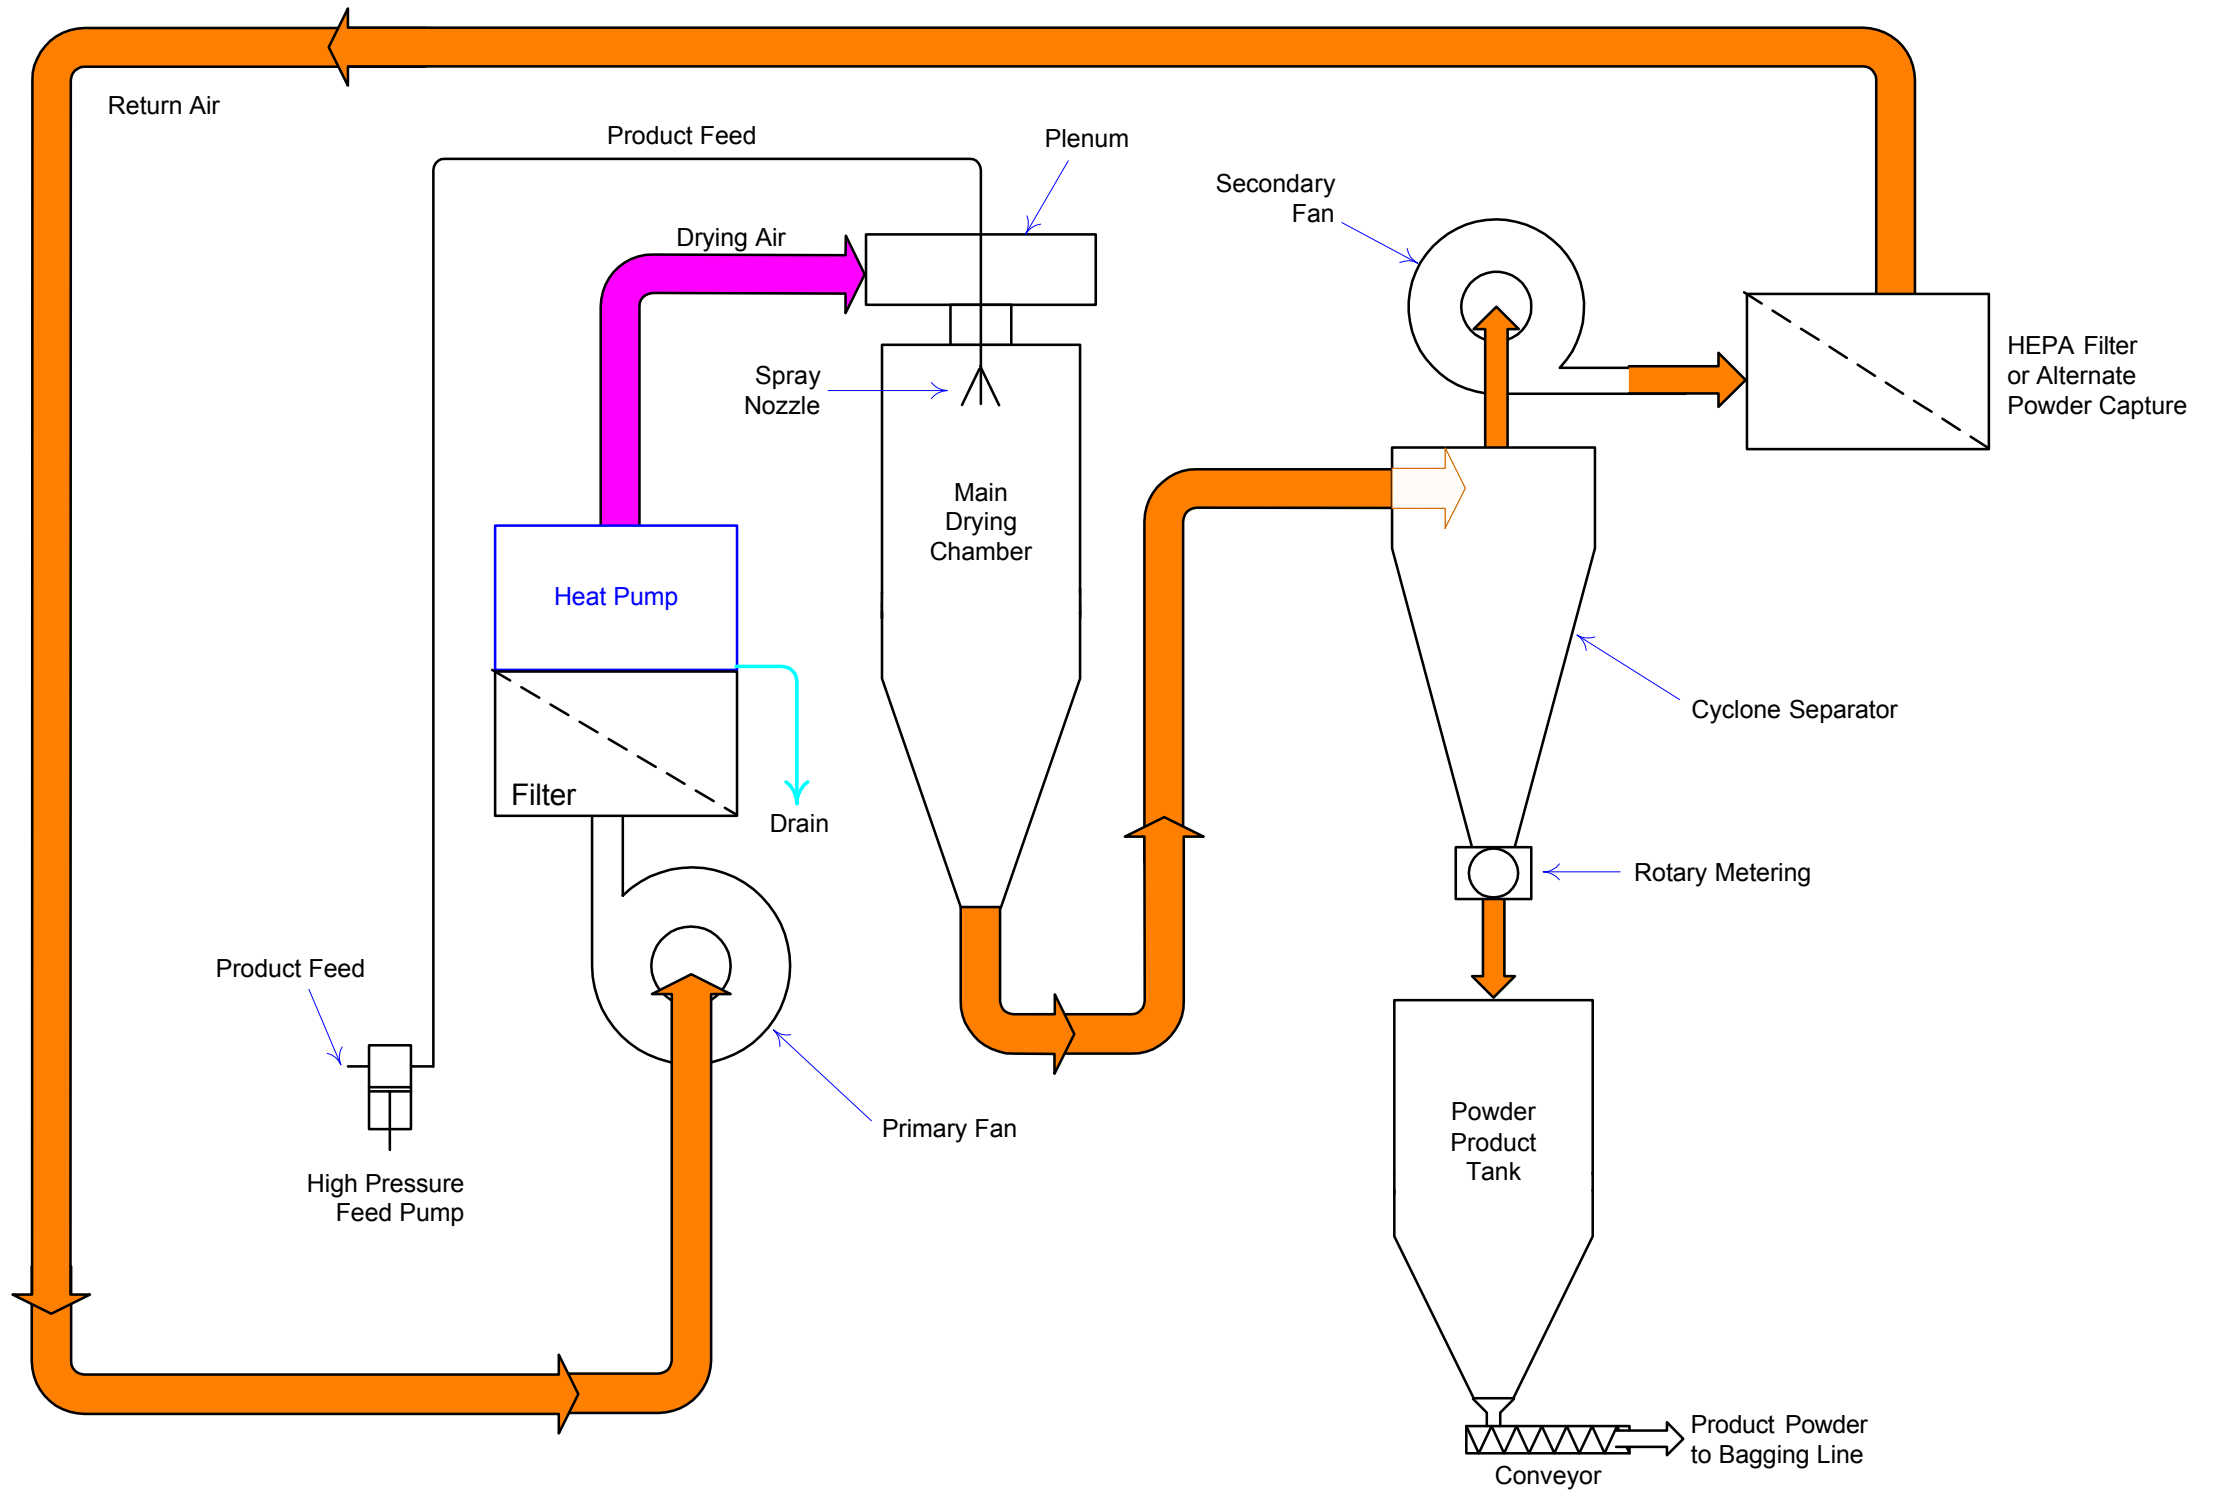 Return Air
Product Feed
Plenum
Secondary
Fan
Drying Air
HEPA Filter
or Alternate
Powder Capture
Spray
Nozzle
Main
Drying
Chamber
Heat Pump
Cyclone Separator
Filter
Drain
Rotary Metering
Product Feed
Primary Fan
Powder
Product
Tank
High Pressure
Feed Pump
Product Powder
to Bagging Line
Conveyor